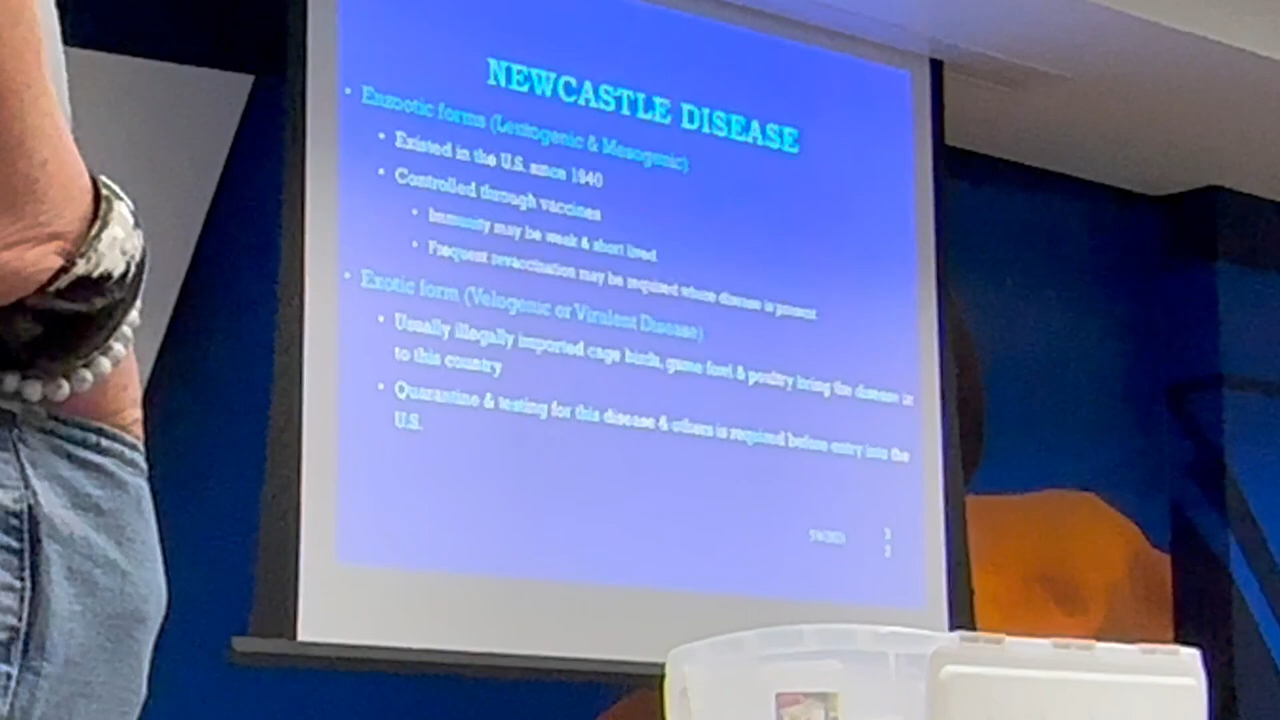 NEWCASTLE DISEASE
• Enzootic forms (Lentogenic & Mesogenic)
• Existed in the U.S. since 1940
• Controlled through vaccines
• Immunity may be weak & short lived
• Frequent revaccination may be required where disease is present
• Exotic form (Velogenic or Virulent Disease)
• Usually illegally imported cage birds, game fowl & poultry bring the disease in
to this country
• Quarantine & testing for this disease & others is required before entry into the
U.S.